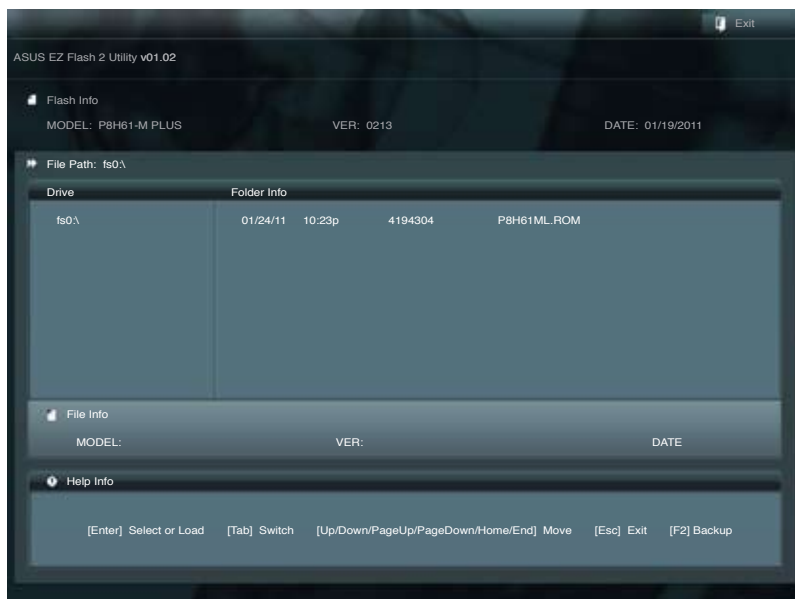 Exit
ASUS EZ Flash 2 Utility v01.02
Flash Info
MODEL: P8H61-M PLUS VER: 0213 DATE: 01/19/2011
File Path: fs0:\
Drive Folder Info
fs0:\ 01/24/11 10:23p 4194304 P8H61ML.ROM
File Info
MODEL: VER: DATE
Help Info
[Enter] Select or Load [Tab] Switch [Up/Down/PageUp/PageDown/Home/End] Move [Esc] Exit [F2] Backup